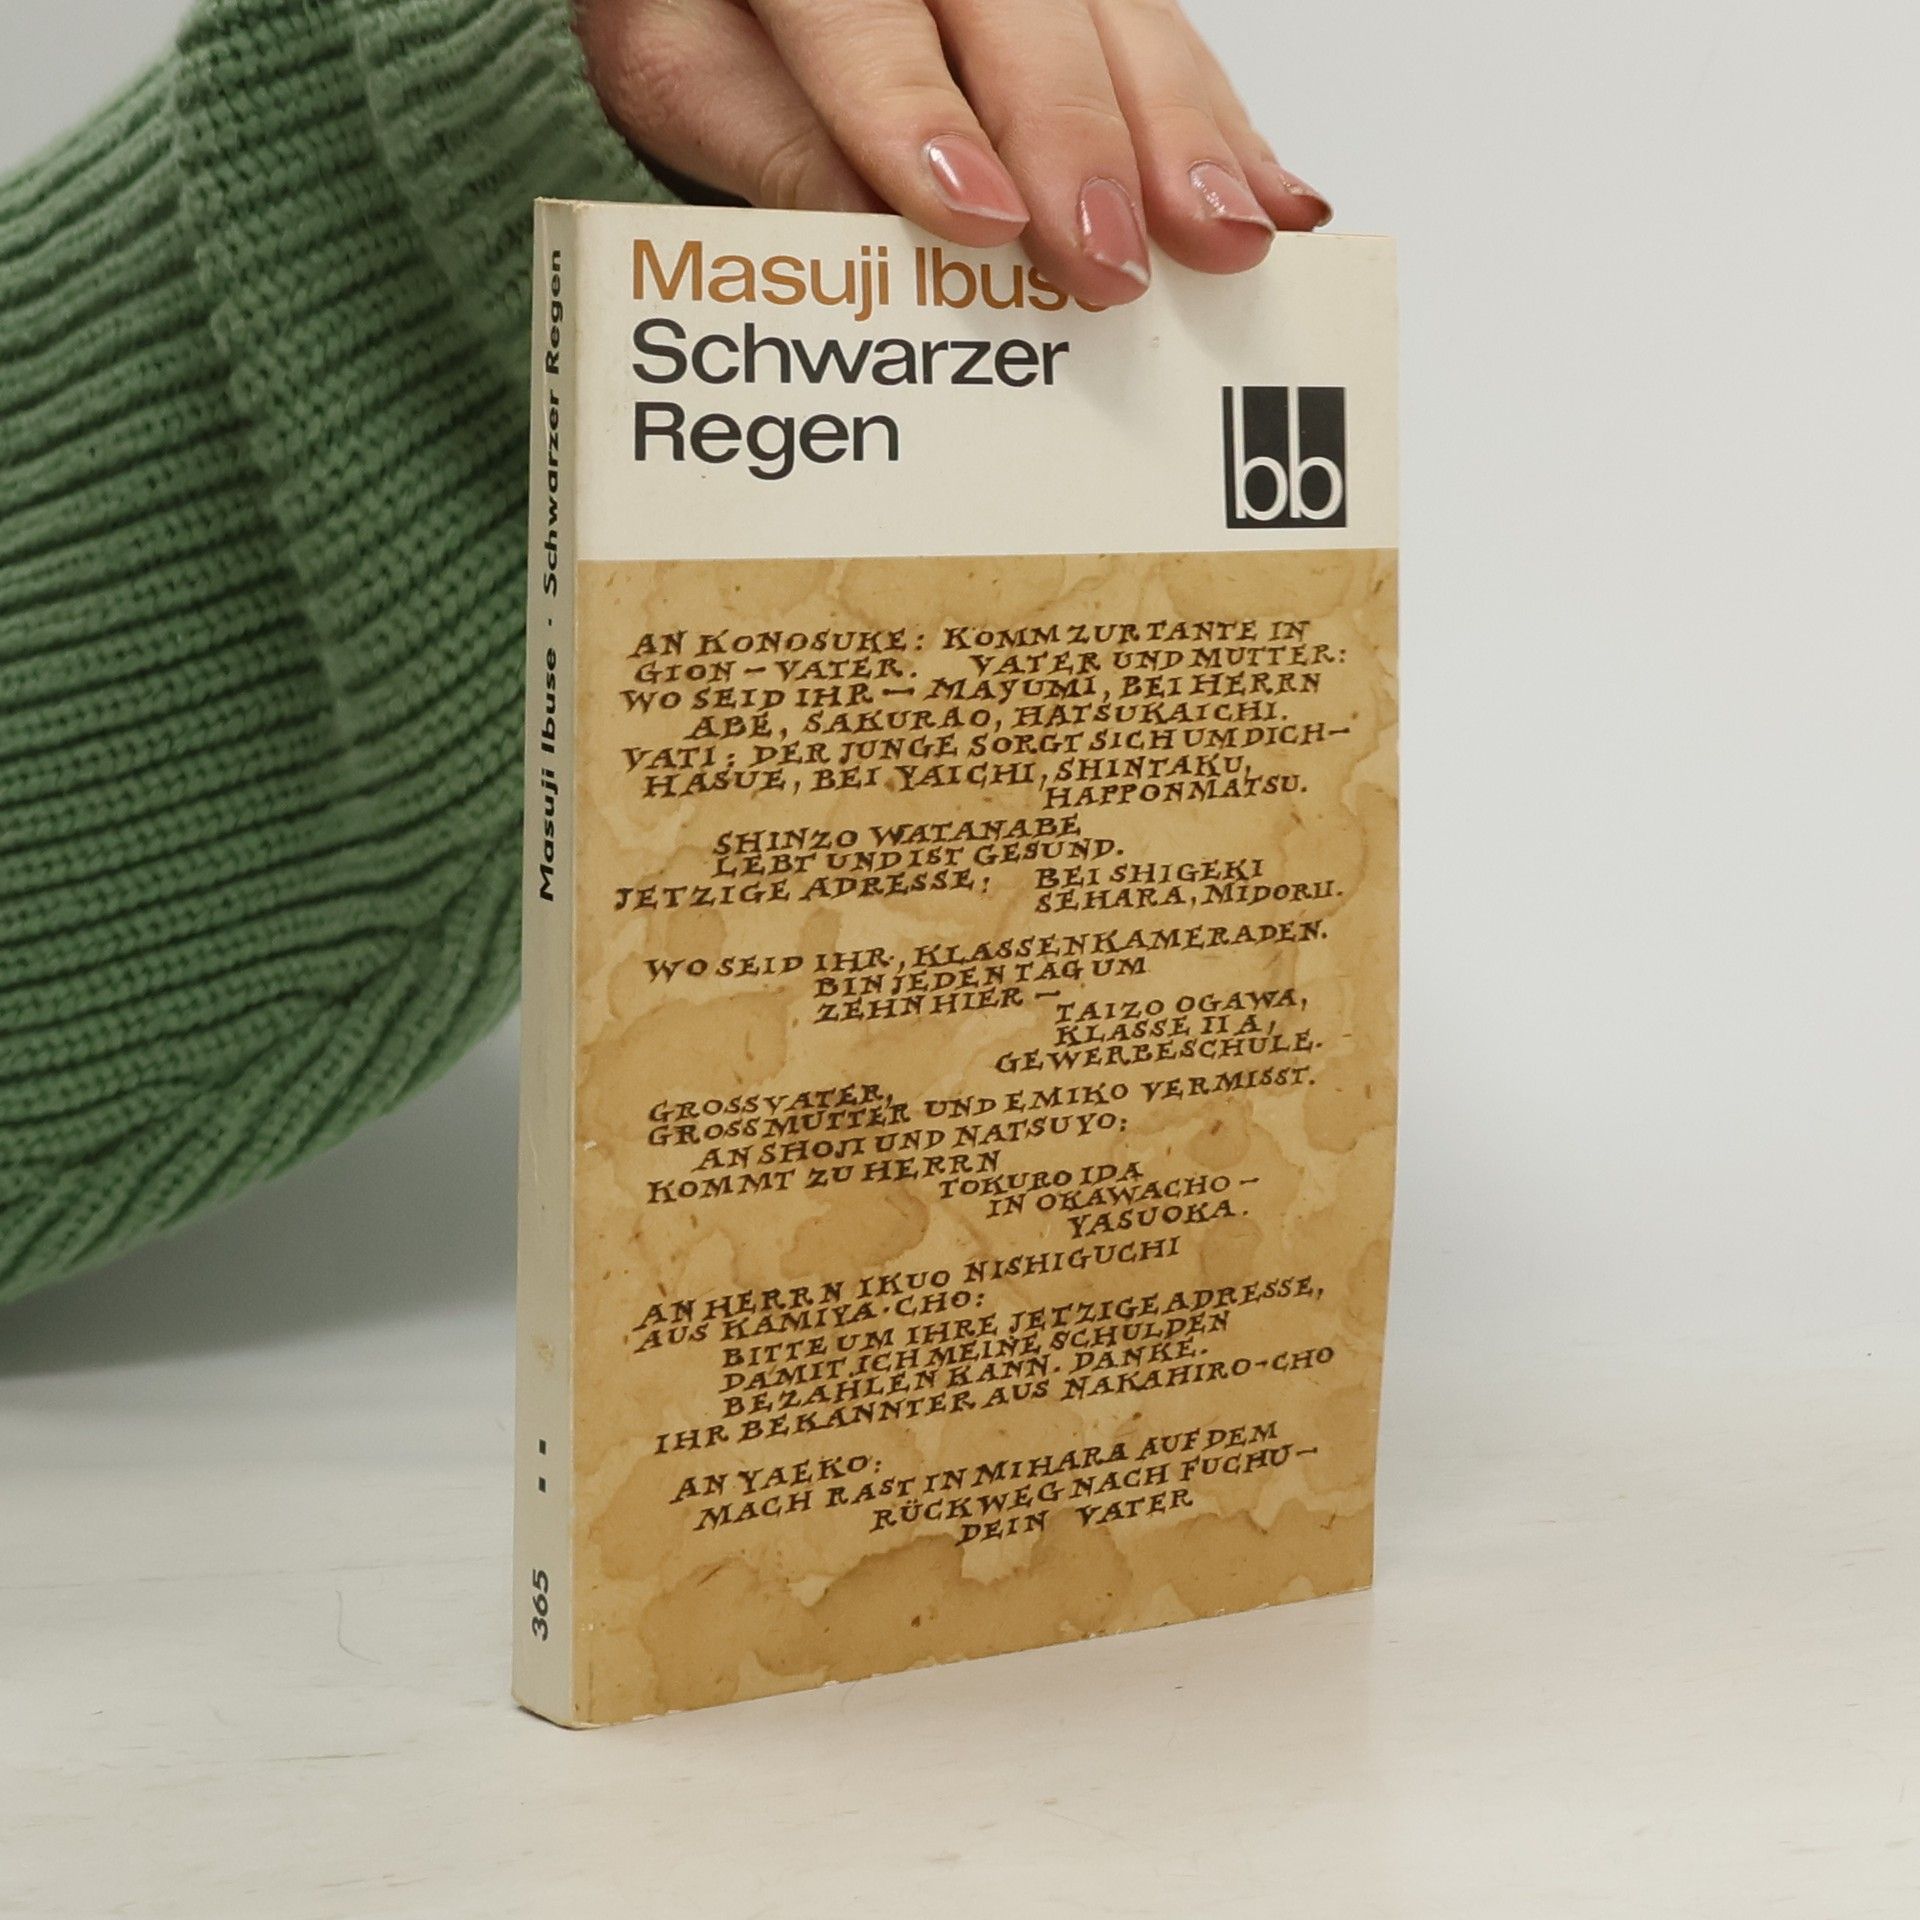 Masuji Ibuse
Schwarzer
Regen
bb
AN KONOSUKE: KOMM ZUR TANTE IN
GION – VATER. VATER UND MUTTER:
WO SEID IHR – MAYUMI, BEI HERRN
ABE, SAKURAO, HATSUKAICHI.
VATI: DER JUNGE SORGT SICH UM DICH –
HASUE, BEI YAICHI, SHINTAKU,
HAPPONMATSU.
SHINZO WATANABE
LEBT UND IST GESUND.
JETZIGE ADRESSE: BEI SHIGEKI
SEHARA, MIDORII.
WO SEID IHR, KLASSENKAMERADEN.
BIN JEDEN TAG UM
ZEHN HIER –
TAIZO OGAWA,
KLASSE II A,
GEWERBESCHULE.
GROSSVATER,
GROSSMUTTER UND EMIKO VERMISST.
AN SHOJI UND NATSUYO:
KOMMT ZU HERRN
TOKURO IDA
IN OKAWACHO –
YASUOKA.
AN HERRN IKUO NISHIGUCHI
AUS KAMIYA-CHO:
BITTE UM IHRE JETZIGE ADRESSE,
DAMIT ICH MEINE SCHULDEN
BEZAHLEN KANN. DANKE.
IHR BEKANNTER AUS NAKAHIRO-CHO
AN YAEKO:
MACH RAST IN MIHARA AUF DEM
RÜCKWEG NACH FUCHU –
DEIN VATER
Masuji Ibuse · Schwarzer Regen
365